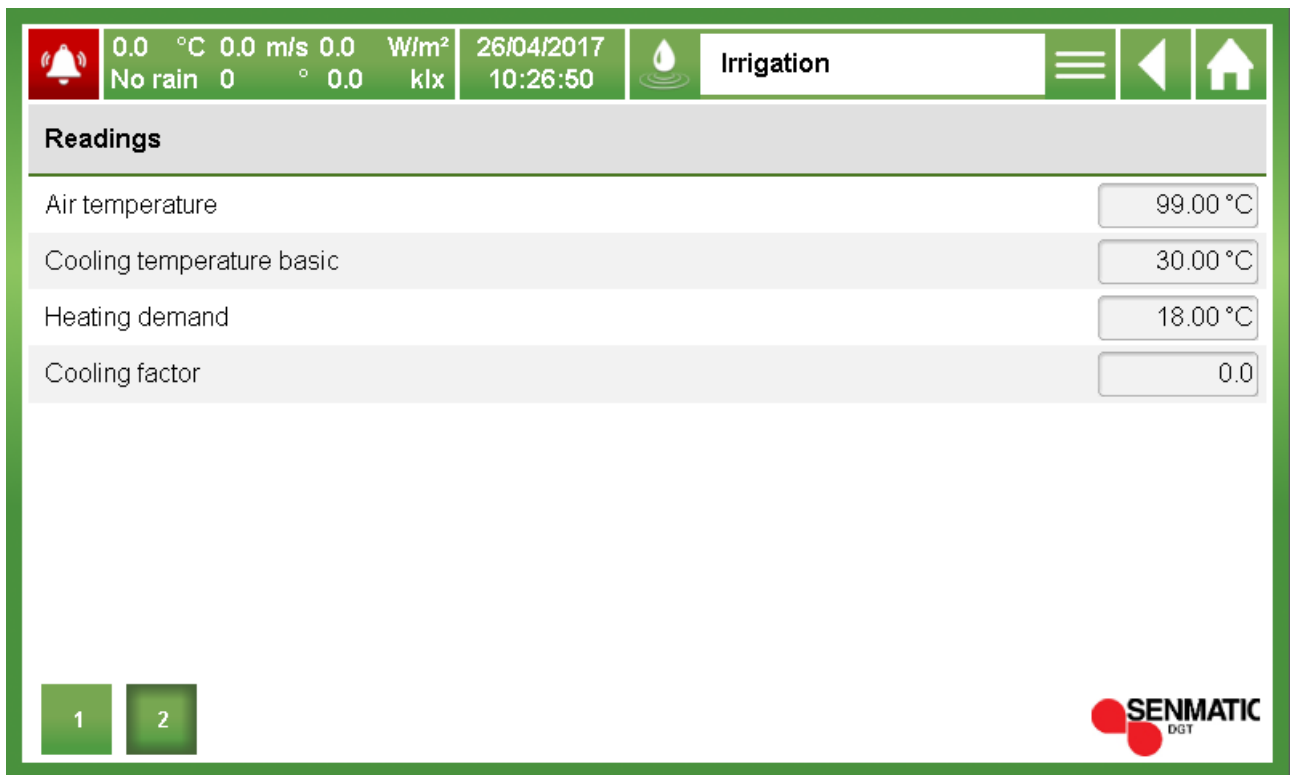 0.0 °C 0.0 m/s 0.0 W/m² 26/04/2017
No rain 0 ° 0.0 klx 10:26:50
Irrigation
Readings
Air temperature 99.00 °C
Cooling temperature basic 30.00 °C
Heating demand 18.00 °C
Cooling factor 0.0
1 2
SENMATIC
DGT